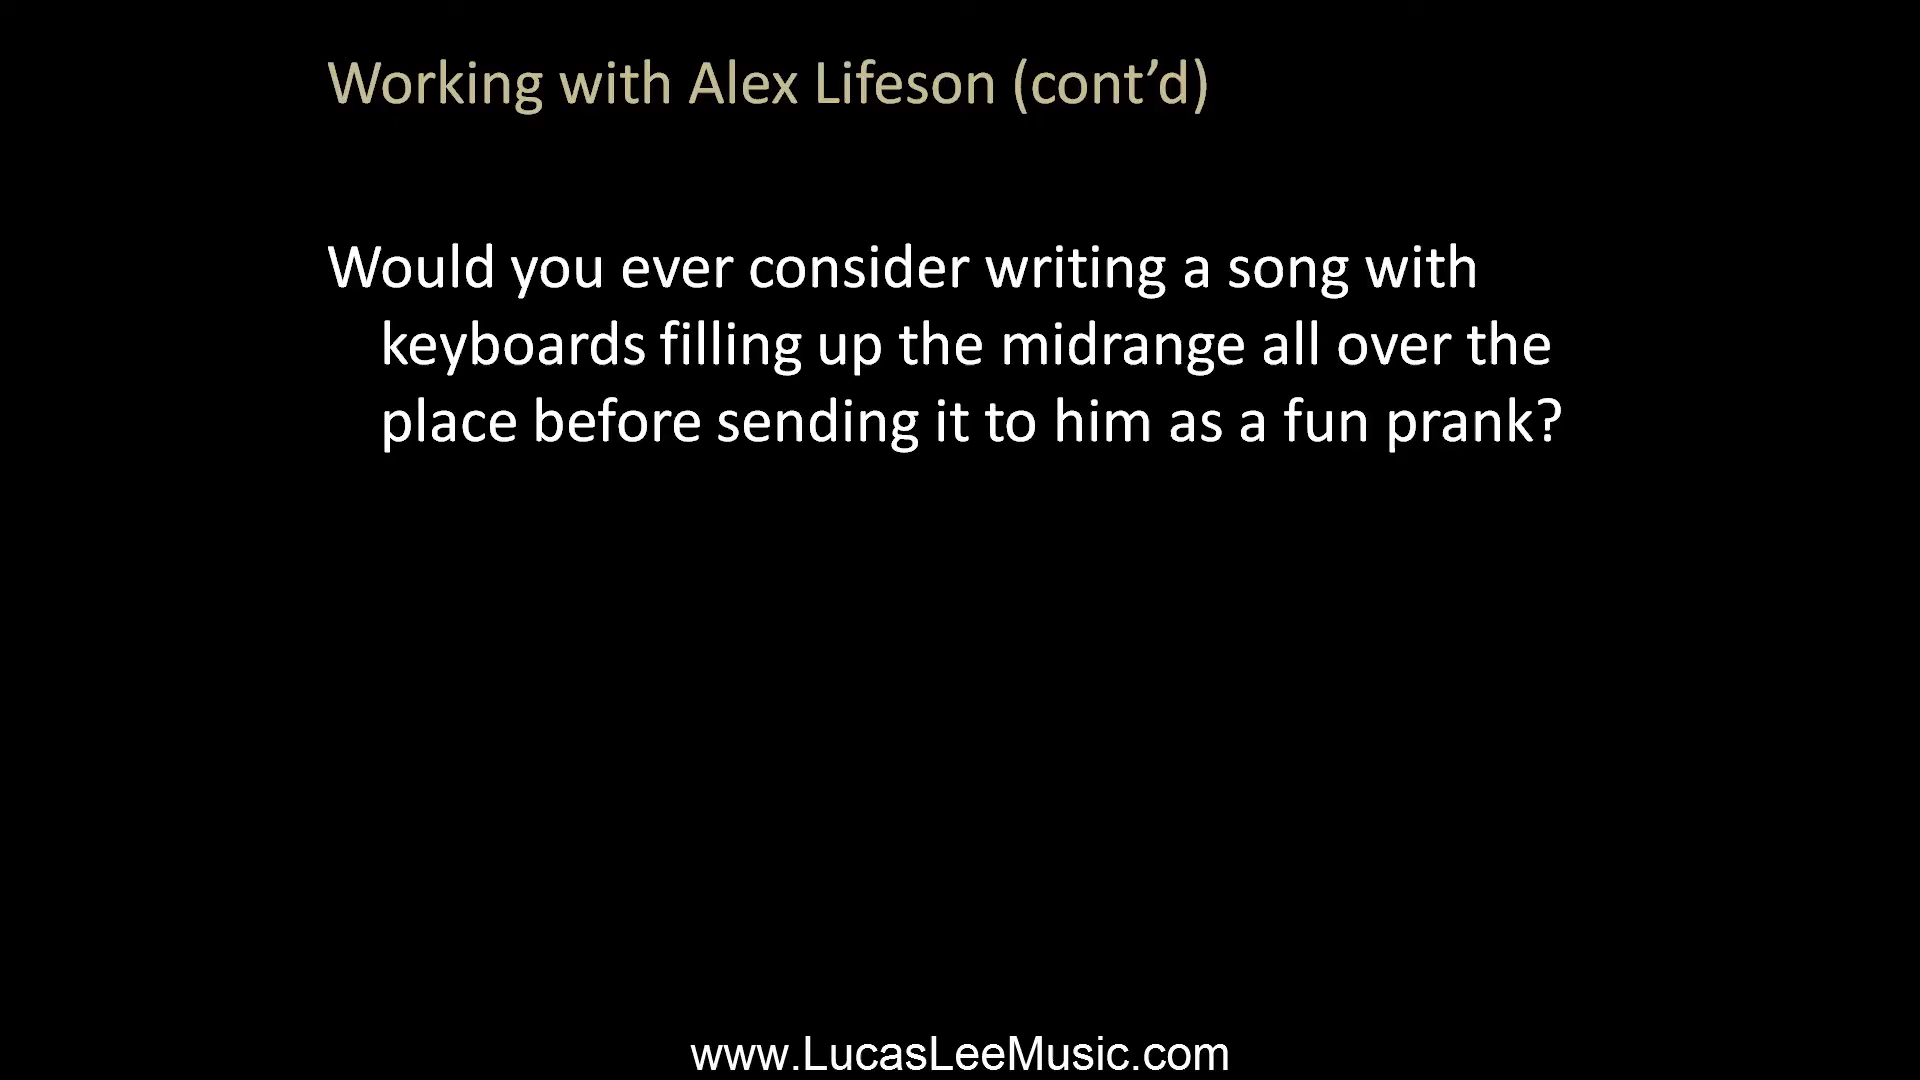 Working with Alex Lifeson (cont’d)
Would you ever consider writing a song with
keyboards filling up the midrange all over the
place before sending it to him as a fun prank?
www.LucasLeeMusic.com